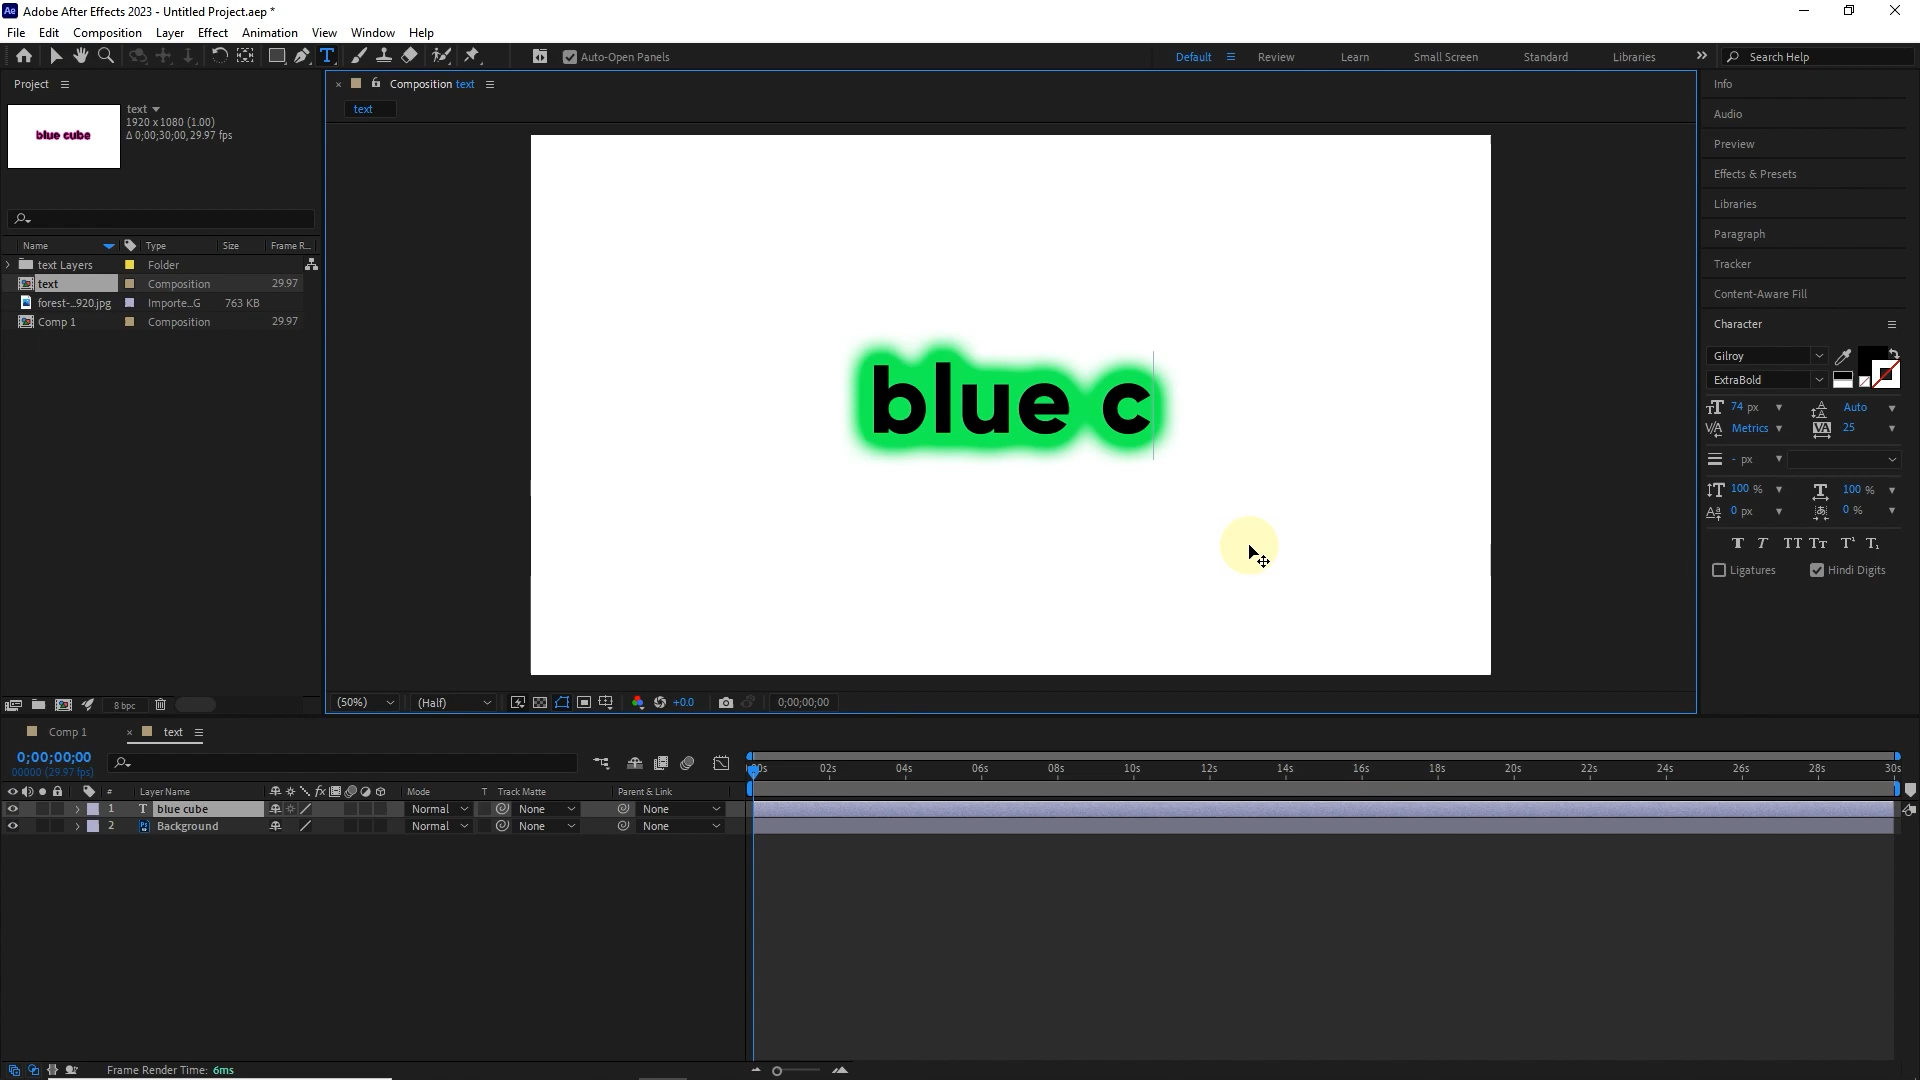 Adobe After Effects 2023 - Untitled Project.aep *
File Edit Composition Layer Effect Animation View Window Help
Auto-Open Panels Default Review Learn Small Screen Standard Libraries Search Help
Project
text
1920 x 1080 (1.00)
Δ 0;00;30;00, 29.97 fps
blue cube
Name Type Size Frame R...
text Layers Folder
text Composition 29.97
forest-..920.jpg Importe...G 763 KB
Comp 1 Composition 29.97
8 bpc
Composition text
text
blue c
(50%) (Half) +0.0 0;00;00;00
Info
Audio
Preview
Effects & Presets
Libraries
Paragraph
Tracker
Content-Aware Fill
Character
Gilroy
ExtraBold
74 px Auto
Metrics 25
- px
100 % 100 %
0 px 0 %
Ligatures Hindi Digits
Comp 1 text
0;00;00;00
00000 (29.97 fps)
# Layer Name Mode T Track Matte Parent & Link
1 T blue cube Normal None None
2 Background Normal None None
00s 02s 04s 06s 08s 10s 12s 14s 16s 18s 20s 22s 24s 26s 28s 30s
Frame Render Time: 6ms